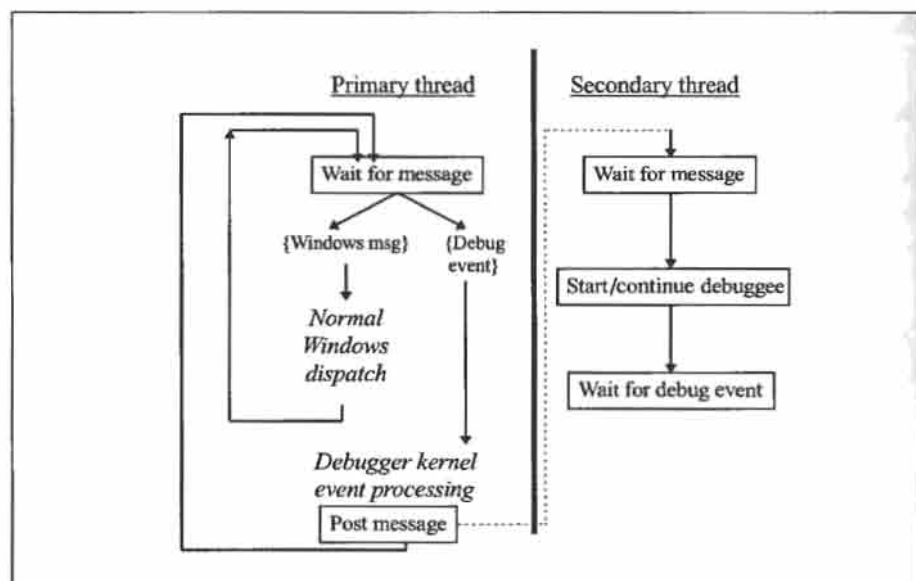 Primary thread
Secondary thread
Wait for message
Wait for message
{Windows msg}
{Debug
event}
Start/continue debuggee
Normal
Windows
dispatch
Wait for debug event
Debugger kernel
event processing
Post message